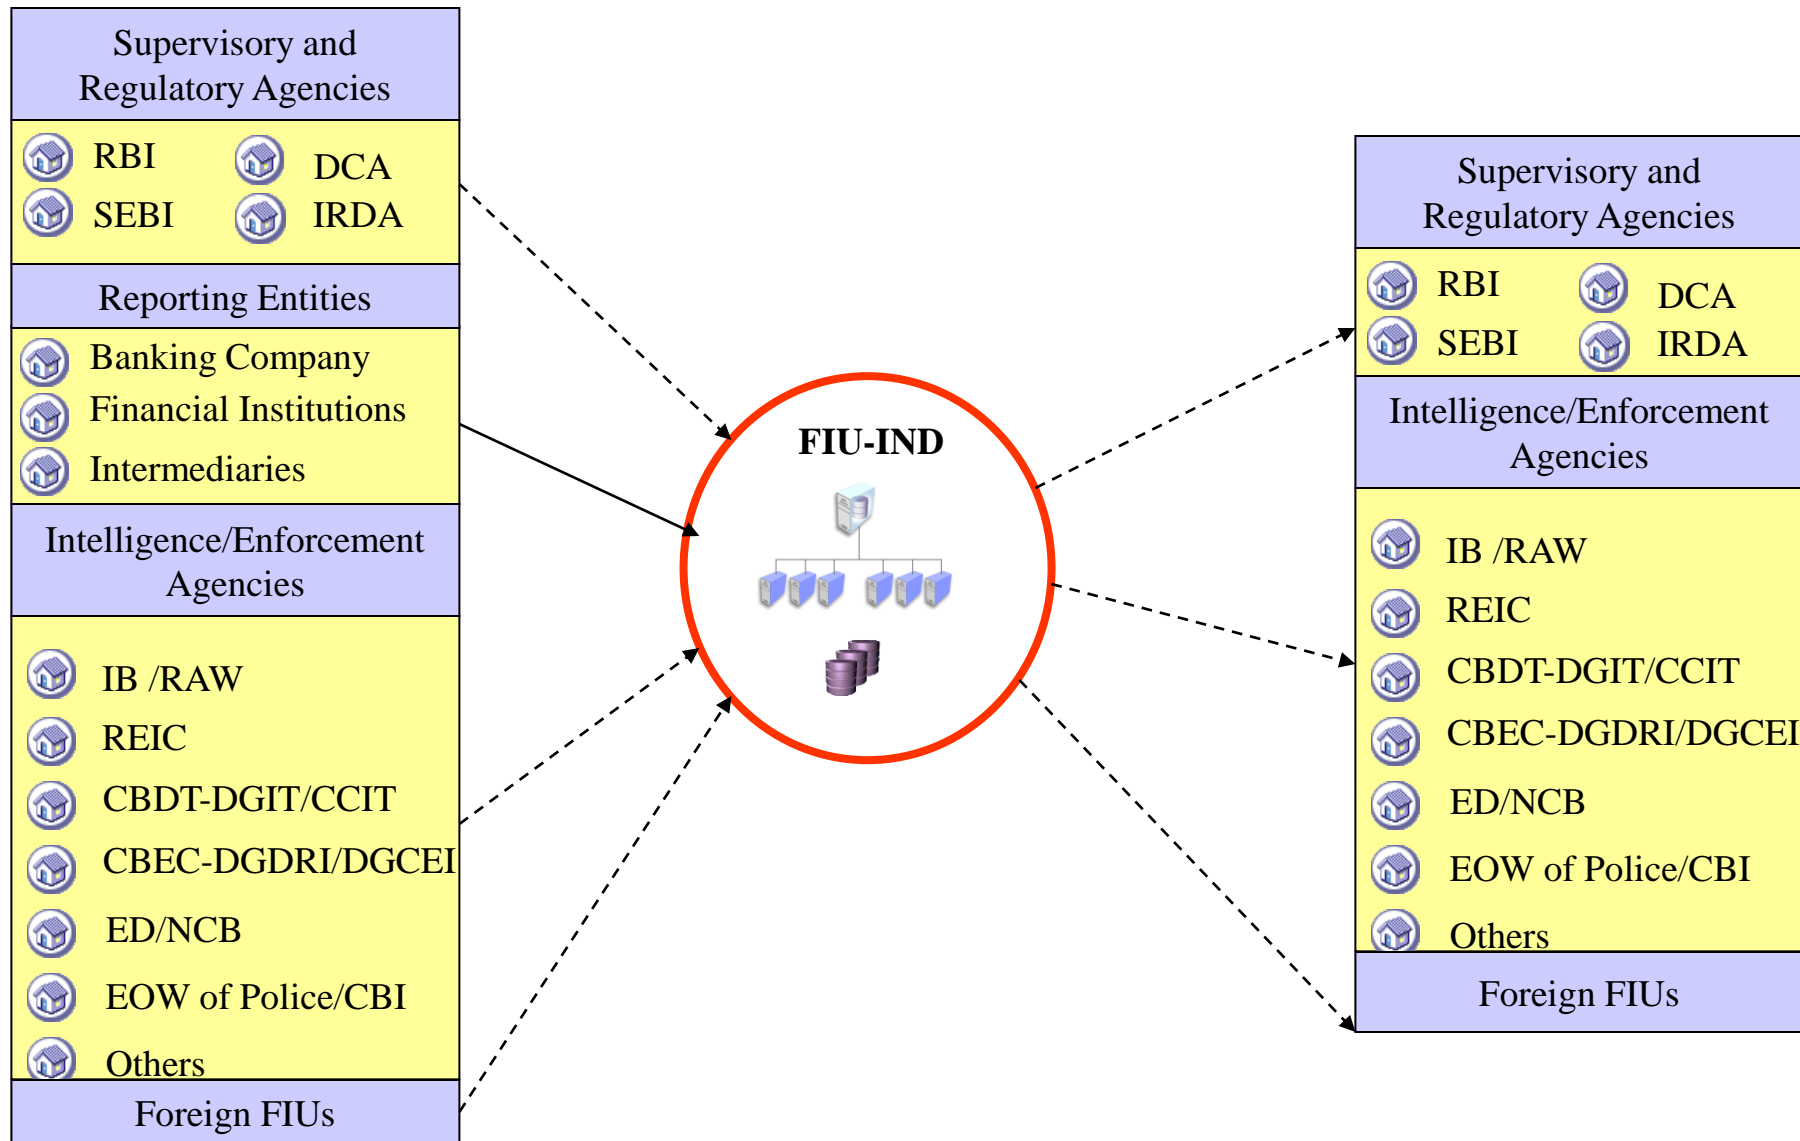 Supervisory and
Regulatory Agencies
RBI
DCA
SEBI
IRDA
Reporting Entities
Banking Company
Financial Institutions
Intermediaries
Intelligence/Enforcement
Agencies
IB /RAW
REIC
CBDT-DGIT/CCIT
CBEC-DGDRI/DGCEI
ED/NCB
EOW of Police/CBI
Others
Foreign FIUs
FIU-IND
Supervisory and
Regulatory Agencies
RBI
DCA
SEBI
IRDA
Intelligence/Enforcement
Agencies
IB /RAW
REIC
CBDT-DGIT/CCIT
CBEC-DGDRI/DGCEI
ED/NCB
EOW of Police/CBI
Others
Foreign FIUs